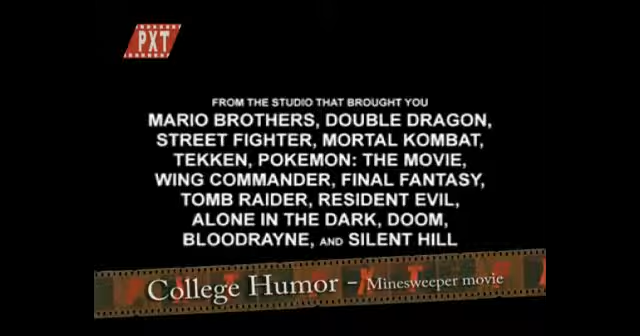 PXT
FROM THE STUDIO THAT BROUGHT YOU
MARIO BROTHERS, DOUBLE DRAGON,
STREET FIGHTER, MORTAL KOMBAT,
TEKKEN, POKEMON: THE MOVIE,
WING COMMANDER, FINAL FANTASY,
TOMB RAIDER, RESIDENT EVIL,
ALONE IN THE DARK, DOOM,
BLOODRAYNE, AND SILENT HILL
College Humor - Minesweeper movie